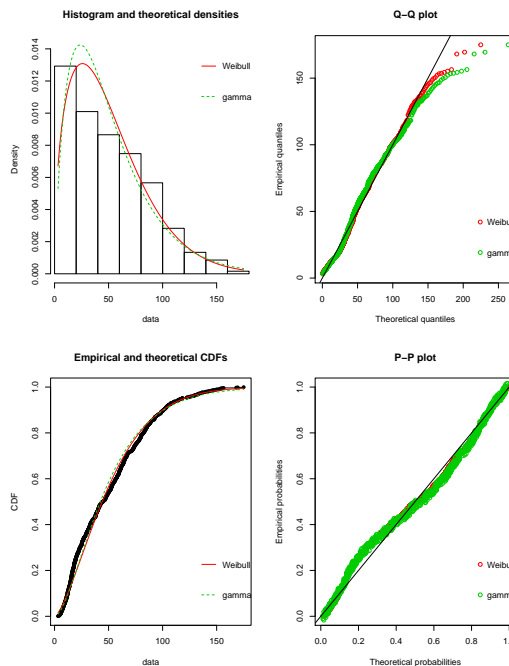 Histogram and theoretical densities
Density
0.000 0.002 0.004 0.006 0.008 0.010 0.012 0.014
Weibull
gamma
0 50 100 150
data
Q−Q plot
Empirical quantiles
0 50 100 150
Weibull
gamma
0 50 100 150 200 250
Theoretical quantiles
Empirical and theoretical CDFs
CDF
0.0 0.2 0.4 0.6 0.8 1.0
Weibull
gamma
0 50 100 150
data
P−P plot
Empirical probabilities
0.0 0.2 0.4 0.6 0.8 1.0
Weibull
gamma
0.0 0.2 0.4 0.6 0.8 1.0
Theoretical probabilities